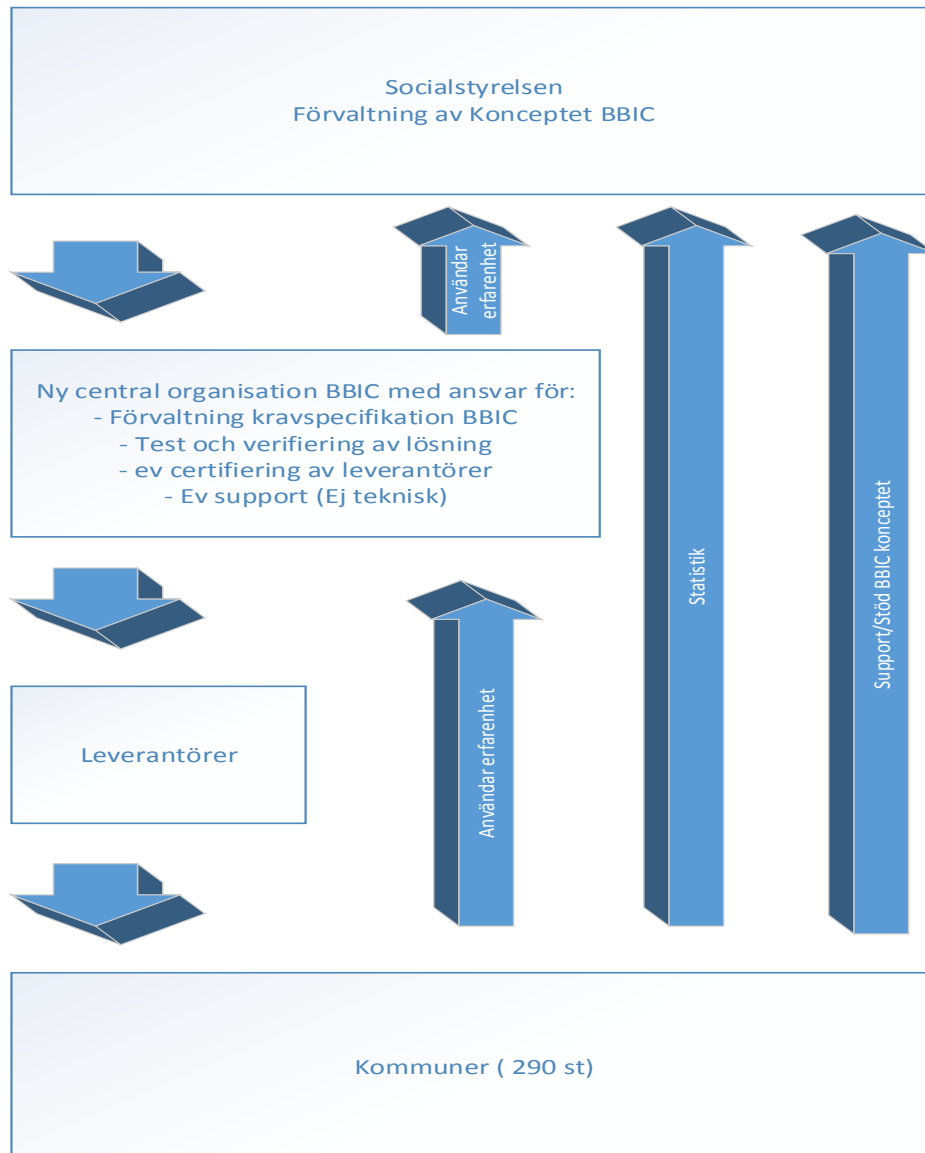 Socialstyrelsen
Förvaltning av Konceptet BBIC
Användar
erfarenhet
Ny central organisation BBIC med ansvar för:
- Förvaltning kravspecifikation BBIC
- Test och verifiering av lösning
- ev certifiering av leverantörer
- Ev support (Ej teknisk)
Statistik
Support/Stöd BBIC konceptet
Användar erfarenhet
Leverantörer
Kommuner ( 290 st)